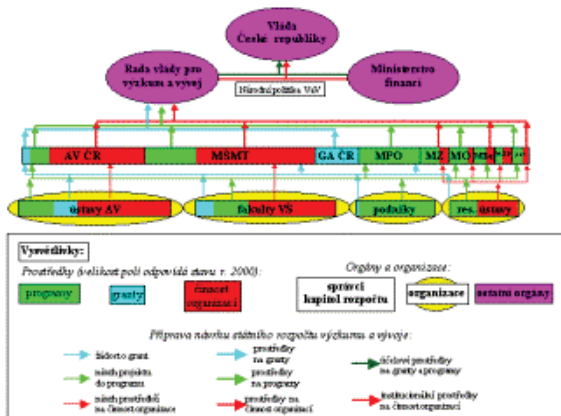 Vláda
České republiky
Rada vlády pro
výzkum a vývoj
Ministerstvo
financí
Národní politika VaV
AV ČR
MŠMT
GA ČR
MPO
MZ
MO
ústavy AV
fakulty VŠ
podniky
res. ústavy
Vysvětlivky:
Prostředky (velikost polí odpovídá stavu r. 2000):
programy
granty
činnost
organizací
Orgány a organizace:
správci
kapitol rozpočtu
organizace
ostatní orgány
Příprava návrhu státního rozpočtu výzkumu a vývoje:
žádost o grant
návrh projektu
do programu
návrh prostředků
na činnost organizace
prostředky
na granty
prostředky
na programy
prostředky na
činnost organizací
účelové prostředky
na granty a programy
institucionální prostředky
na činnost organizací